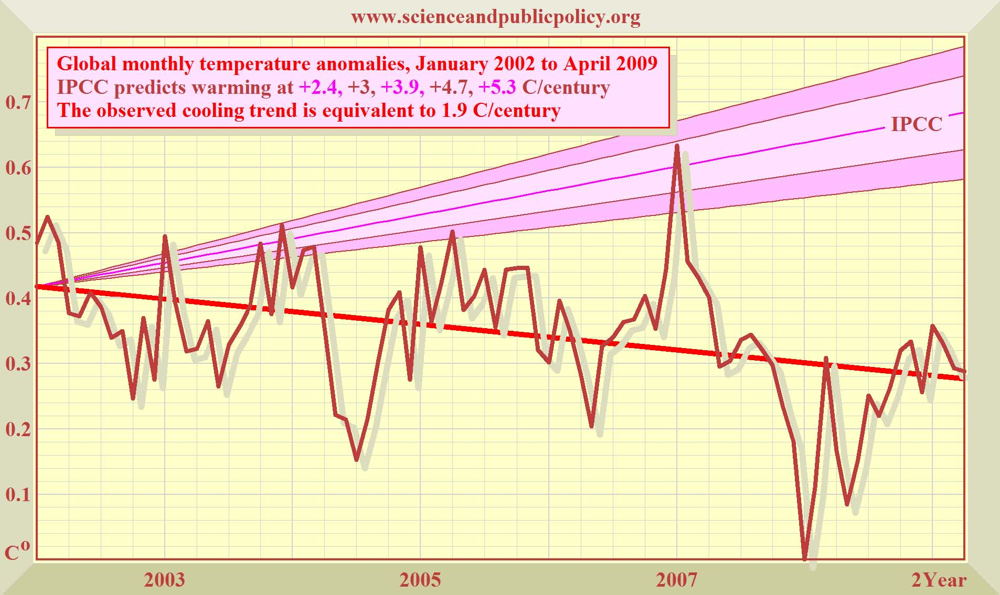 www.scienceandpublicpolicy.org
Global monthly temperature anomalies, January 2002 to April 2009
IPCC predicts warming at +2.4, +3, +3.9, +4.7, +5.3 C/century
The observed cooling trend is equivalent to 1.9 C/century
0.7
IPCC
0.6
0.5
0.4
0.3
0.2
0.1
Cº
2003 2005 2007 2Year